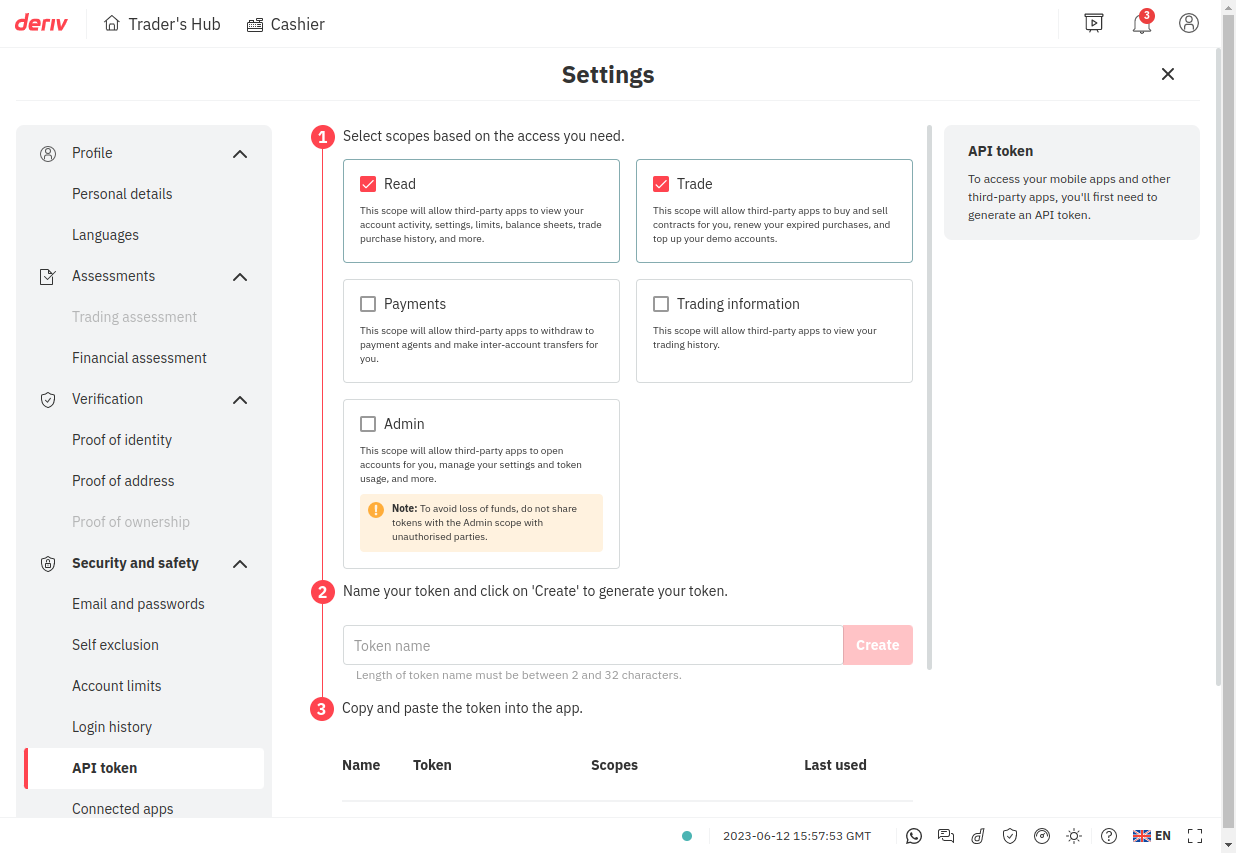 deriv
Trader's Hub
Cashier
3
Settings
Profile
Personal details
Languages
Assessments
Trading assessment
Financial assessment
Verification
Proof of identity
Proof of address
Proof of ownership
Security and safety
Email and passwords
Self exclusion
Account limits
Login history
API token
Connected apps
1
Select scopes based on the access you need.
Read
This scope will allow third-party apps to view your
account activity, settings, limits, balance sheets, trade
purchase history, and more.
Trade
This scope will allow third-party apps to buy and sell
contracts for you, renew your expired purchases, and
top up your demo accounts.
Payments
This scope will allow third-party apps to withdraw to
payment agents and make inter-account transfers for
you.
Trading information
This scope will allow third-party apps to view your
trading history.
Admin
This scope will allow third-party apps to open
accounts for you, manage your settings and token
usage, and more.
Note: To avoid loss of funds, do not share
tokens with the Admin scope with
unauthorised parties.
2
Name your token and click on 'Create' to generate your token.
Token name
Create
Length of token name must be between 2 and 32 characters.
3
Copy and paste the token into the app.
Name Token Scopes Last used
API token
To access your mobile apps and other
third-party apps, you'll first need to
generate an API token.
2023-06-12 15:57:53 GMT
EN